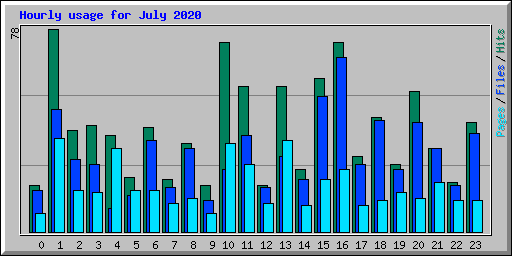 Hourly usage for July 2020
78
Pages / Files / Hits
0 1 2 3 4 5 6 7 8 9 10 11 12 13 14 15 16 17 18 19 20 21 22 23